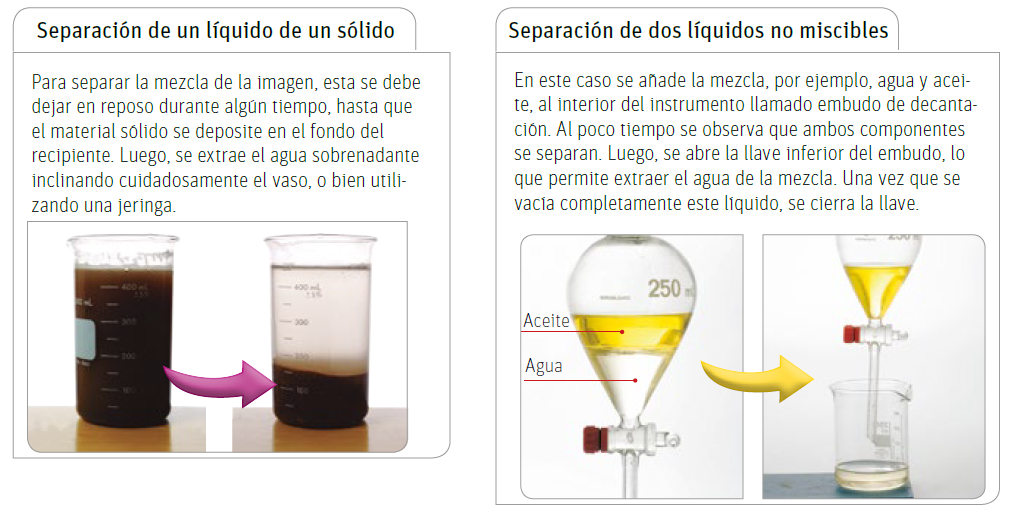 Separación de un líquido de un sólido
Para separar la mezcla de la imagen, esta se debe
dejar en reposo durante algún tiempo, hasta que
el material sólido se deposite en el fondo del
recipiente. Luego, se extrae el agua sobrenadante
inclinando cuidadosamente el vaso, o bien utili-
zando una jeringa.
400 mL
300
200
100
400 mL
± 5%
300
200
100
Separación de dos líquidos no miscibles
En este caso se añade la mezcla, por ejemplo, agua y acei-
te, al interior del instrumento llamado embudo de decanta-
ción. Al poco tiempo se observa que ambos componentes
se separan. Luego, se abre la llave inferior del embudo, lo
que permite extraer el agua de la mezcla. Una vez que se
vacía completamente este líquido, se cierra la llave.
250 m
Aceite
Agua